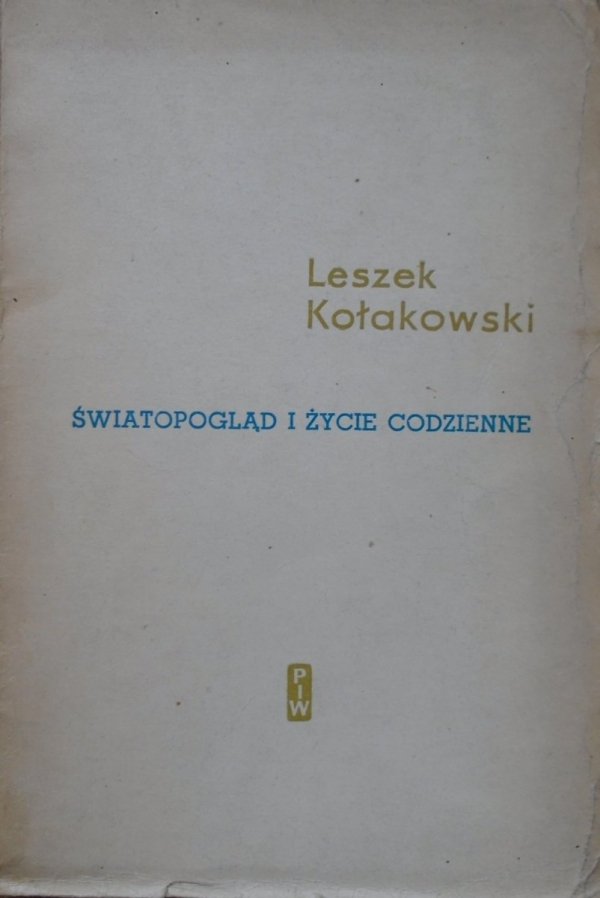 Leszek
Kołakowski
ŚWIATOPOGLĄD I ŻYCIE CODZIENNE
P
I
W